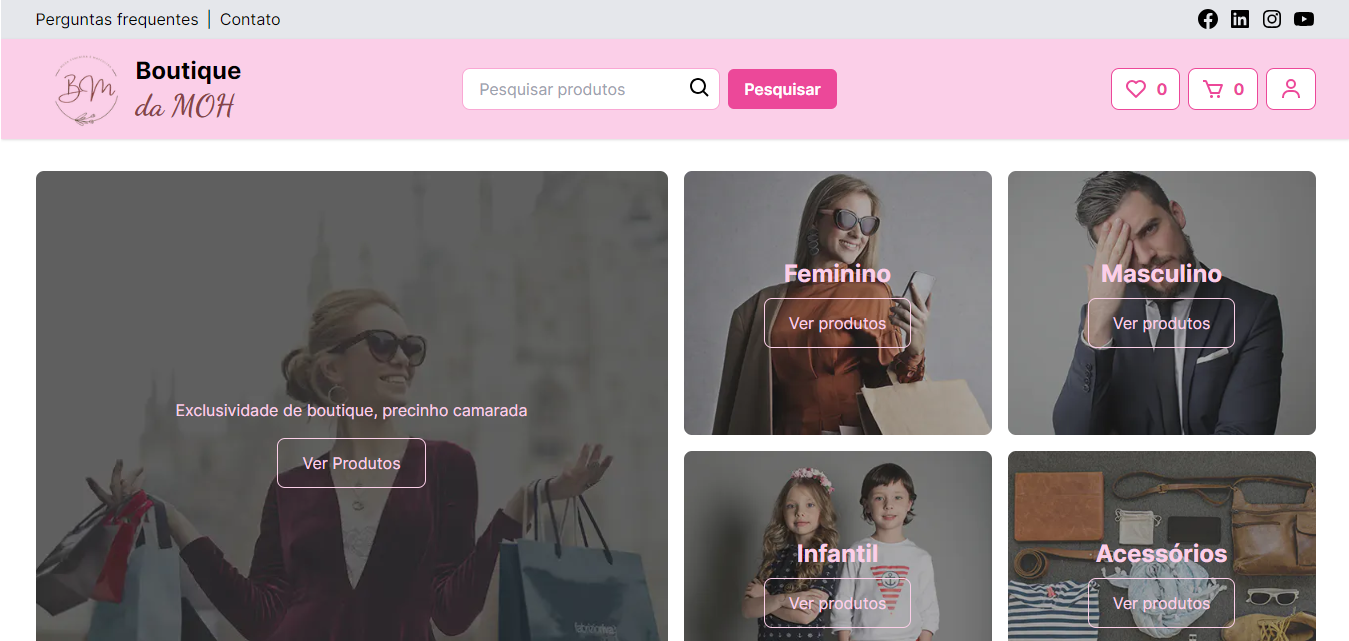 Perguntas frequentes | Contato
BM
Boutique
da MOH
Pesquisar produtos
Pesquisar
0
0
Exclusividade de boutique, precinho camarada
Ver Produtos
Feminino
Ver produtos
Masculino
Ver produtos
Infantil
Ver produtos
Acessórios
Ver produtos